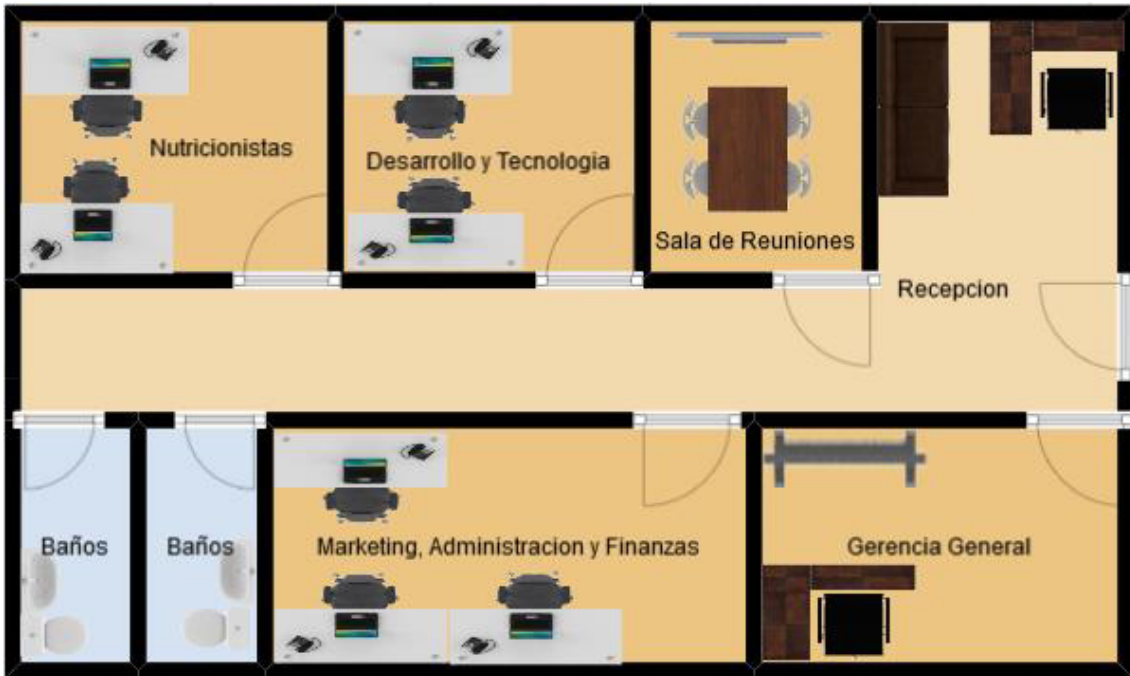 Nutricionistas
Desarrollo y Tecnologia
Sala de Reuniones
Recepcion
Baños
Baños
Marketing, Administracion y Finanzas
Gerencia General